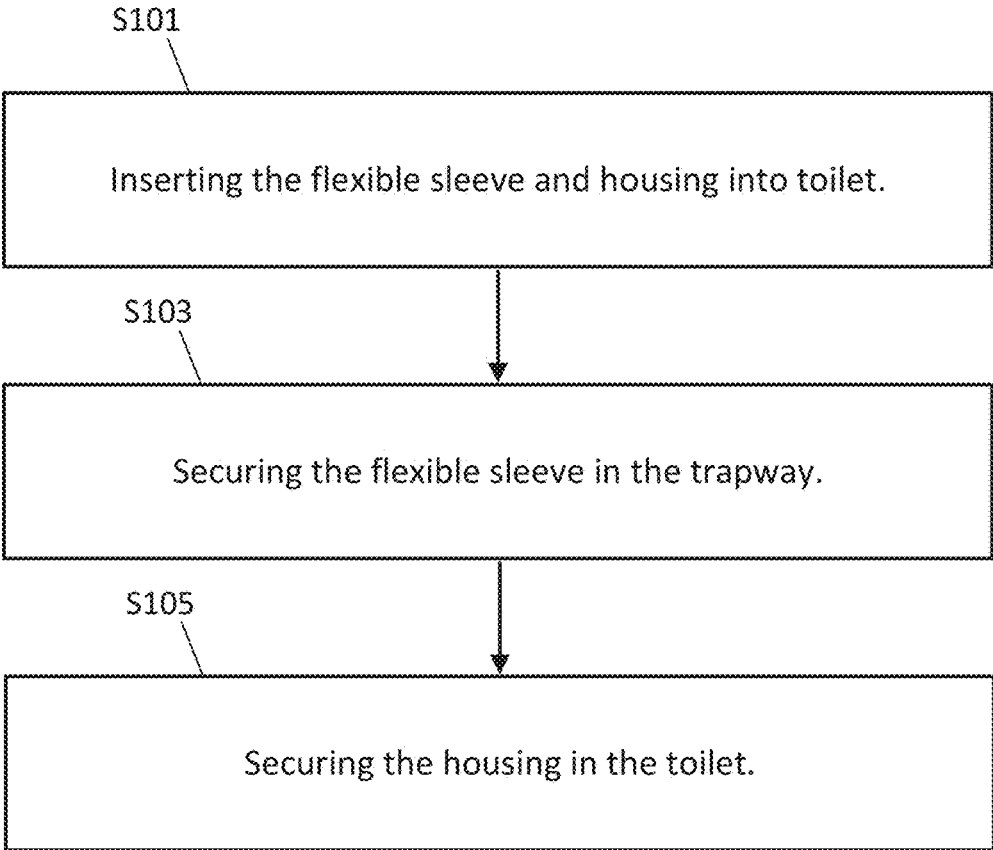 S101
Inserting the flexible sleeve and housing into toilet.
S103
Securing the flexible sleeve in the trapway.
S105
Securing the housing in the toilet.